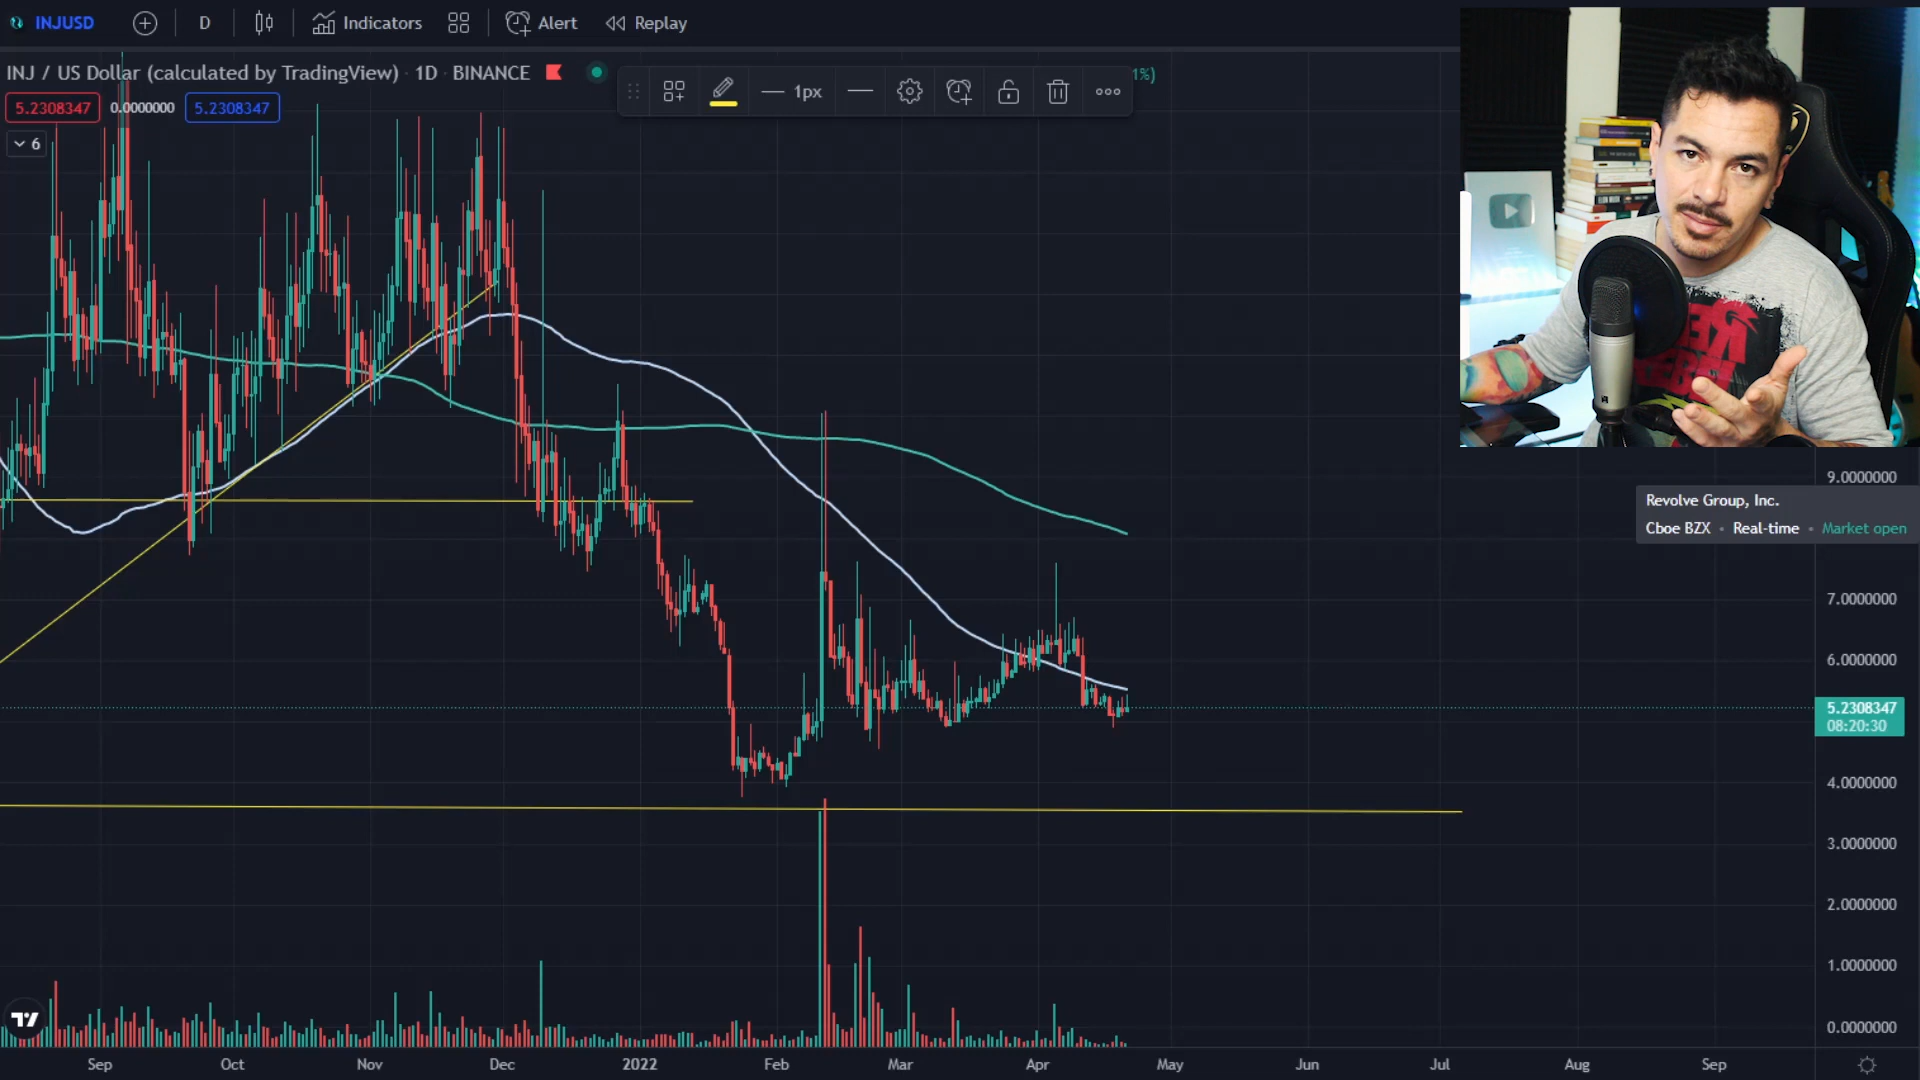 INJUSD
D
Indicators
Alert
Replay
INJ / US Dollar (calculated by TradingView) · 1D · BINANCE
1%)
5.2308347
0.0000000
5.2308347
1px
6
9.0000000
Revolve Group, Inc.
Cboe BZX • Real-time • Market open
7.0000000
6.0000000
5.2308347
08:20:30
4.0000000
3.0000000
2.0000000
1.0000000
0.0000000
Sep Oct Nov Dec 2022 Feb Mar Apr May Jun Jul Aug Sep